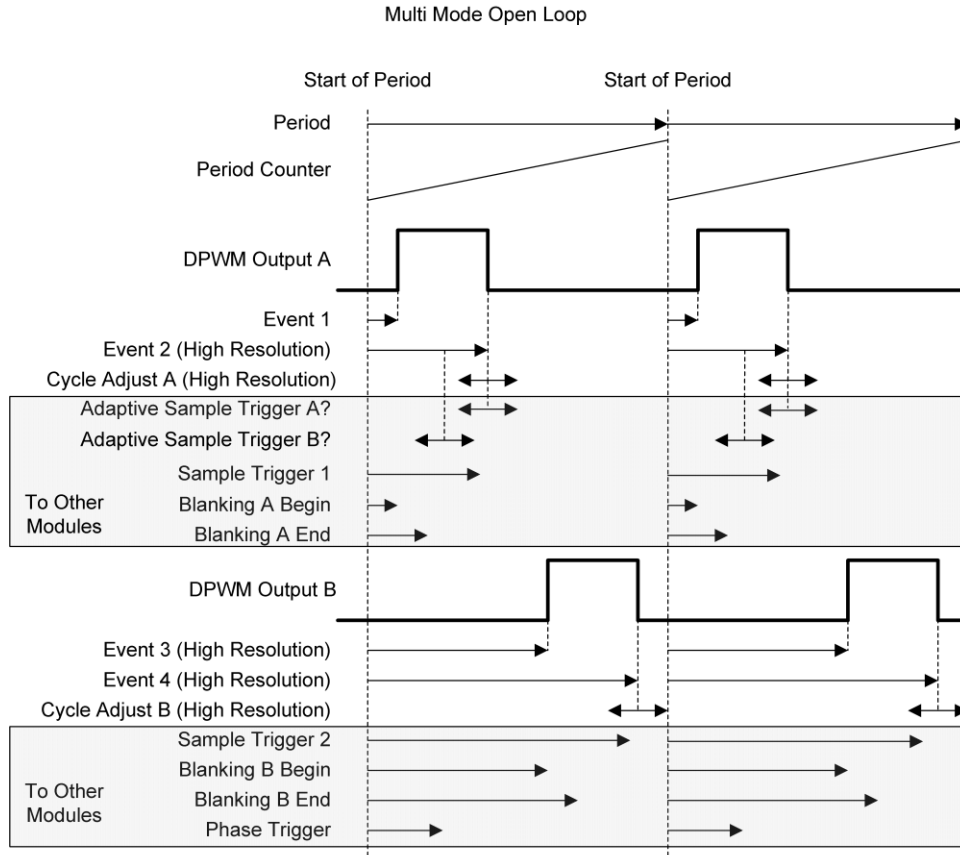 Multi Mode Open Loop
Start of Period
Start of Period
Period
Period Counter
DPWM Output A
Event 1
Event 2 (High Resolution)
Cycle Adjust A (High Resolution)
Adaptive Sample Trigger A?
Adaptive Sample Trigger B?
Sample Trigger 1
To Other
Modules
Blanking A Begin
Blanking A End
DPWM Output B
Event 3 (High Resolution)
Event 4 (High Resolution)
Cycle Adjust B (High Resolution)
Sample Trigger 2
Blanking B Begin
To Other
Modules
Blanking B End
Phase Trigger